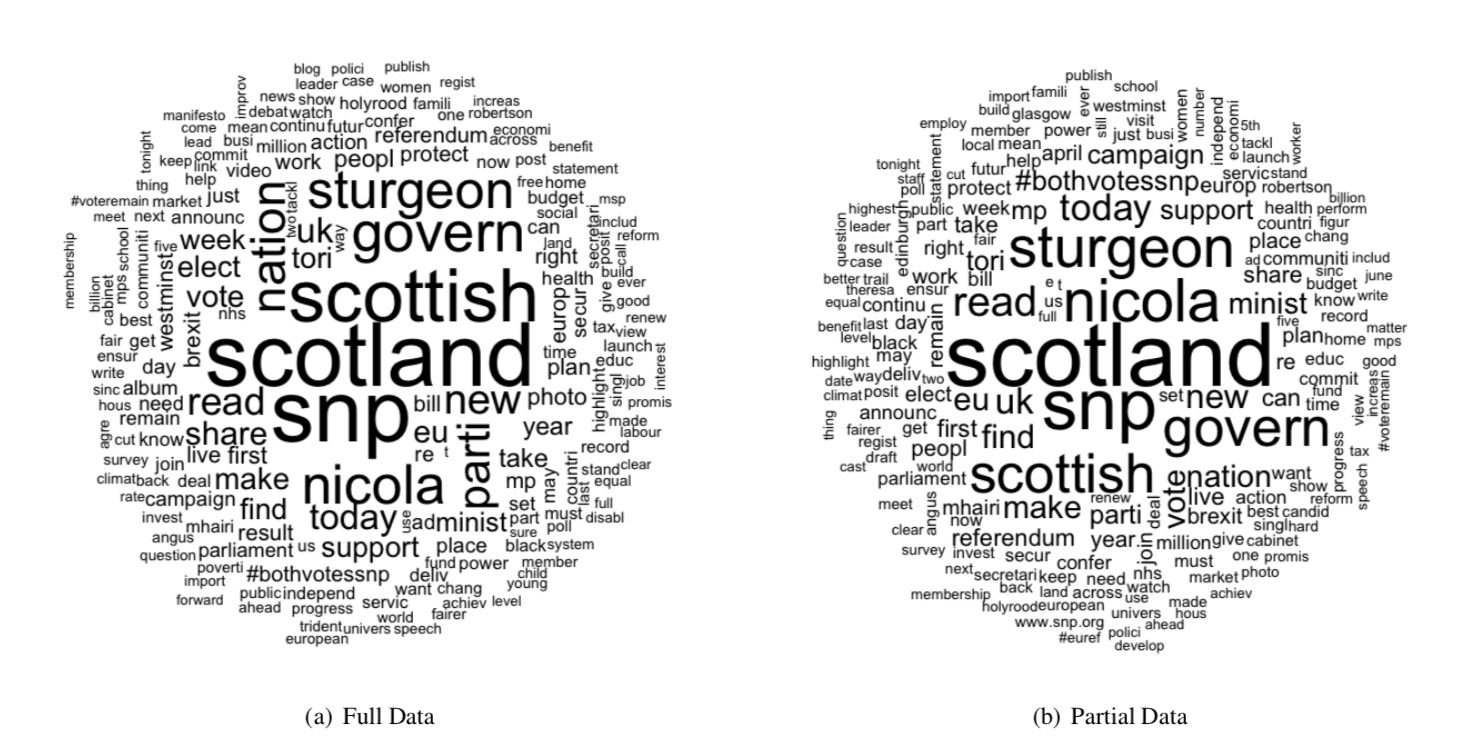 blog polici publish
leader case women regist
improv news show holyrood famili increas
manifesto debat watch one robertson
come mean continu futur confer economi
lead busi million action referendum across
tonight keep commit work peopl protect now post benefit
link video statement
thing help nation two tackl sturgeon free home
#voteremain market just budget msp
meet next announc uk way govern can social secretari includ
membership school communiti five week tori land posit reform
billion cabinet mps westminst elect right call
scottish health build ever
best vote nhs europ secur give good
brexit renew
fair get scotland tax view
ensur day time launch
write plan educ interest
sinc album read bill new photo highlighted singl job
hous need snp promis
remain eu parti year made
agre cut know share re t labour
survey join live first take record
climat back deal make nicola mp may countri last stand clear
rate campaign find set equal
invest today use ad minist part must full
mhairi result sure poll disabl
angus
question parliament us support place black system
poverti #bothvotessnp deliv fund power member
import want chang child
forward public independ servic achiev level young
ahead progress world fairer
trident univers speech
european
(a) Full Data
publish
import famili ever school
build glasgow westminst women number
employ member power still visit independ economi 5th
local mean just busi tackl
tonight statement futur help april campaign launch worker
staff cut servic stand
poll protect #bothvotessnp europ robertson
billion
highest public week mp today support health perform
question leader edinburgh part take countri figur
result right fair sturgeon place chang
case tori ad communiti includ
better trail work bill e t share sinc june
theresa ensur read us nicola minist budget
equal continu full know write
benefit last day remain five record
level black scotland plan home matter
highlight may re educ mps good
date way deliv two commit
climat posit elect eu uk snp set new can fund increas
thing announc time view #voteremain
fairer get first find govern
regist peopl progress tax
draft
cast world scottish vote nation want speech
parliament show
meet mhairi make renew deal live action reform
clear angus now parti brexit best candid
referendum year join singl hard
survey invest secur confer million give cabinet
next nhs must one promis
secretari keep need market photo
membership back land across watch achiev
holyrood european use made
www.snp.org univers hous
#euref polici ahead
develop
(b) Partial Data